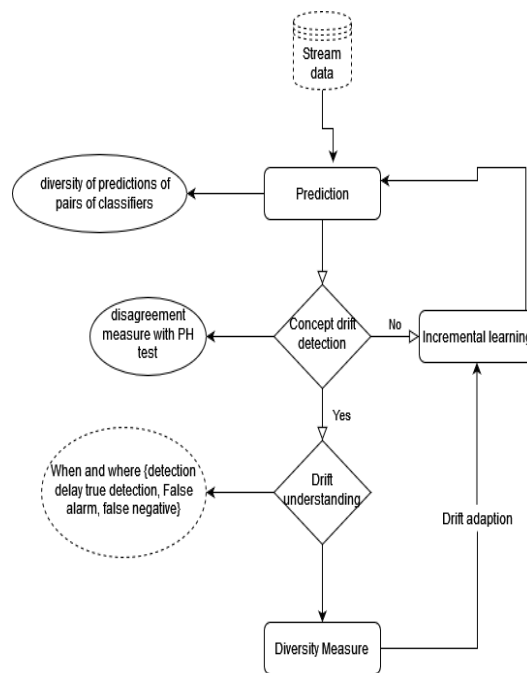 Stream
data
diversity of predictions of
pairs of classifiers
Prediction
disagreement
measure with PH
test
Concept drift
detection
No
Incremental learning
Yes
When and where {detection
delay true detection, False
alarm, false negative}
Drift
understanding
Drift adaption
Diversity Measure